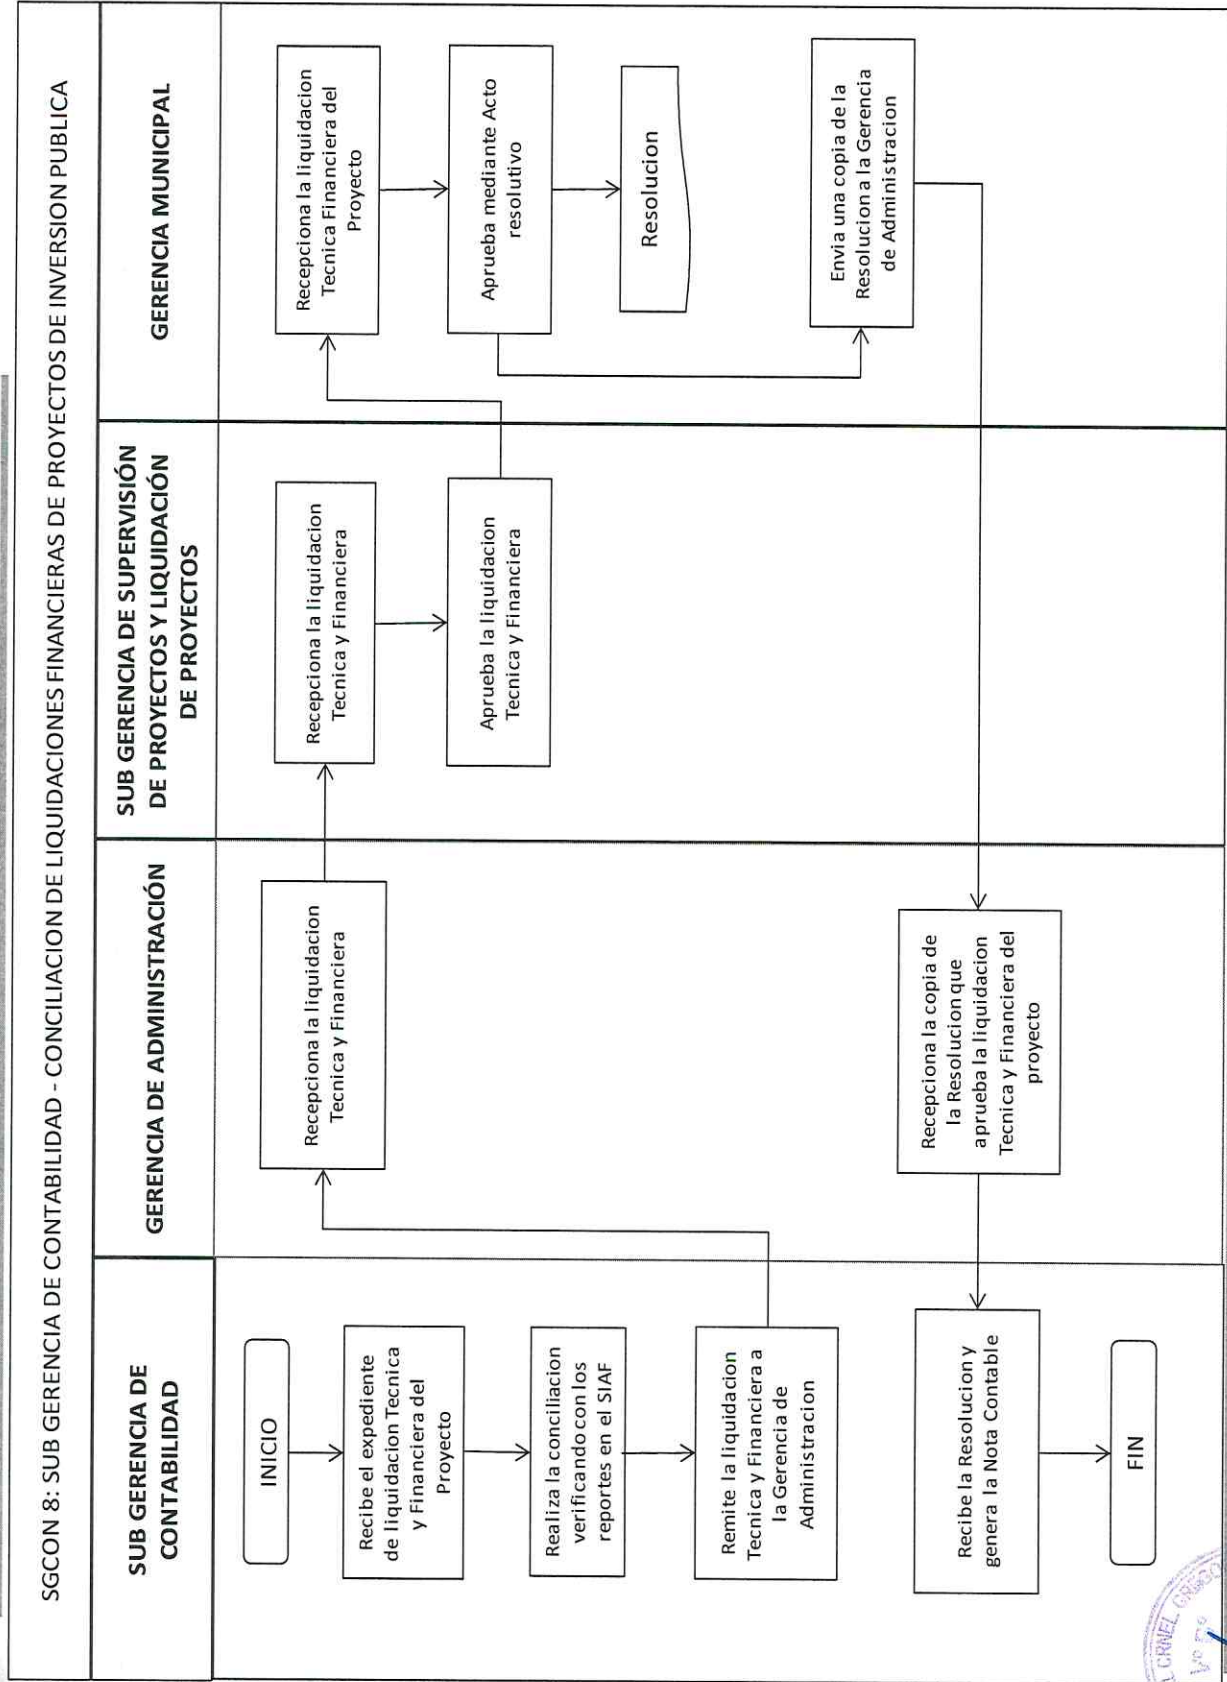 SGCON 8: SUB GERENCIA DE CONTABILIDAD - CONCILIACION DE LIQUIDACIONES FINANCIERAS DE PROYECTOS DE INVERSION PUBLICA
SUB GERENCIA DE
CONTABILIDAD
GERENCIA DE ADMINISTRACIÓN
SUB GERENCIA DE SUPERVISIÓN
DE PROYECTOS Y LIQUIDACIÓN
DE PROYECTOS
GERENCIA MUNICIPAL
INICIO
Recibe el expediente
de liquidacion Tecnica
y Financiera del
Proyecto
Realiza la conciliacion
verificando con los
reportes en el SIAF
Remite la liquidacion
Tecnica y Financiera a
la Gerencia de
Administracion
Recepciona la liquidacion
Tecnica y Financiera
Recepciona la liquidacion
Tecnica y Financiera
Aprueba la liquidacion
Tecnica y Financiera
Recepciona la liquidacion
Tecnica Financiera del
Proyecto
Aprueba mediante Acto
resolutivo
Resolucion
Envia una copia de la
Resolucion a la Gerencia
de Administracion
Recepciona la copia de
la Resolucion que
aprueba la liquidacion
Tecnica y Financiera del
proyecto
Recibe la Resolucion y
genera la Nota Contable
FIN
L CRNEL. GREGO
Vº Bº